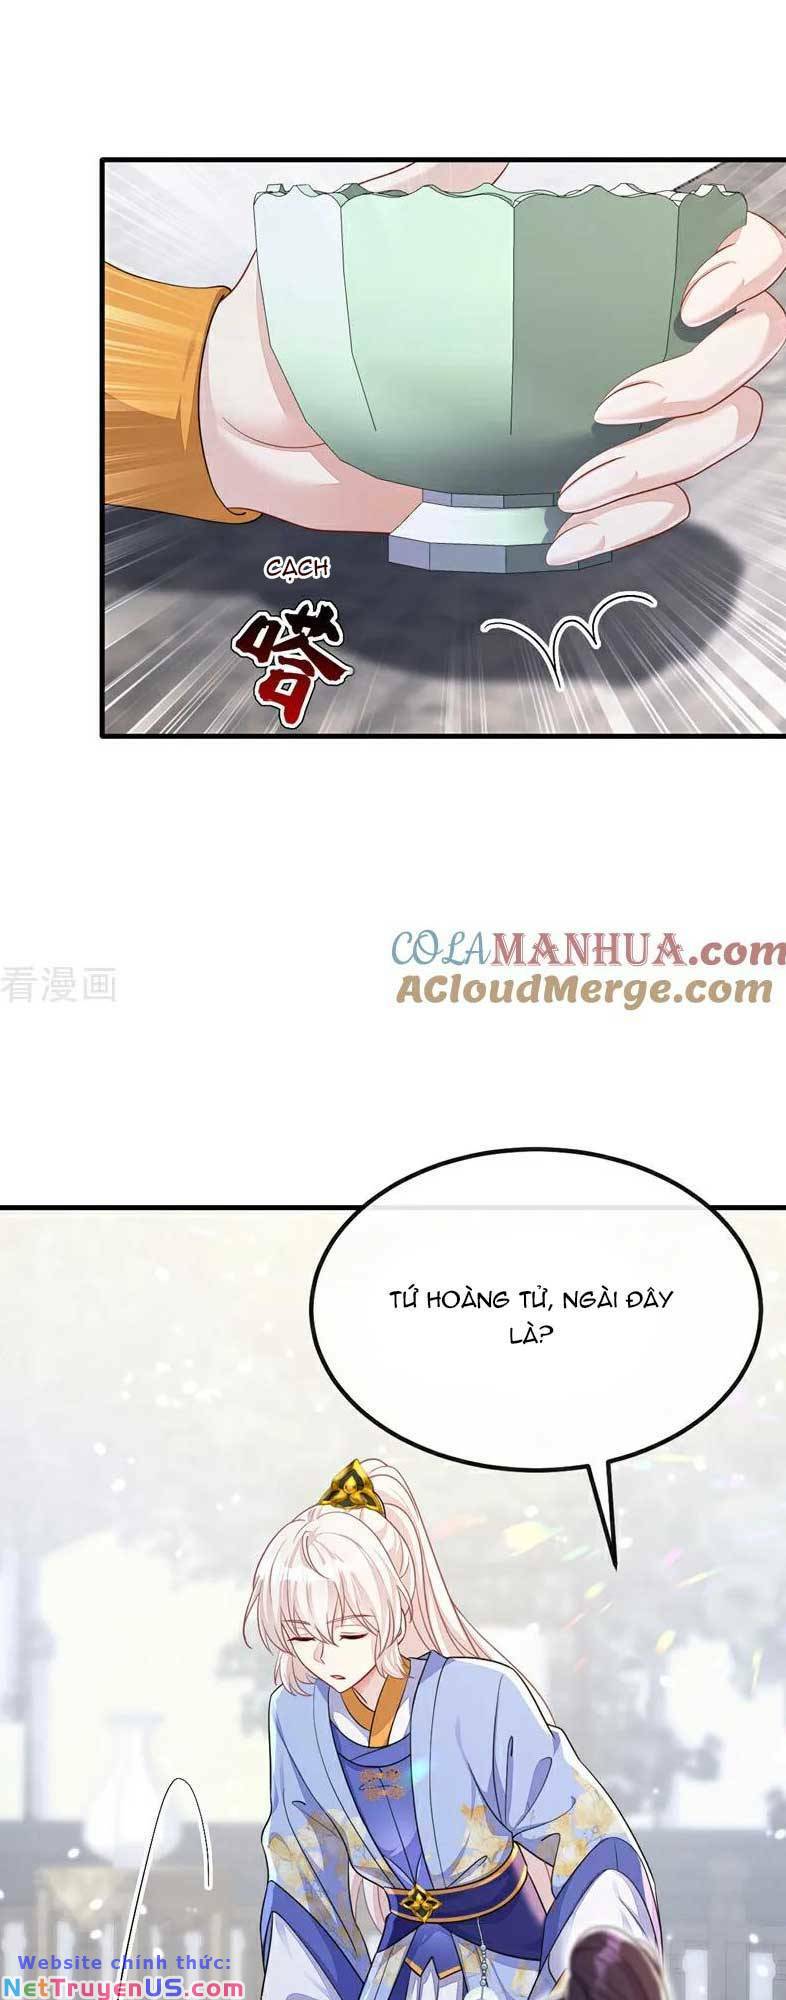 CẠCH
嗒
看漫画
COLAMANHUA.com
ACloudMerge.com
TỨ HOÀNG TỬ, NGÀI ĐÂY
LÀ?
Website chính thức:
NetTruyenUS.com